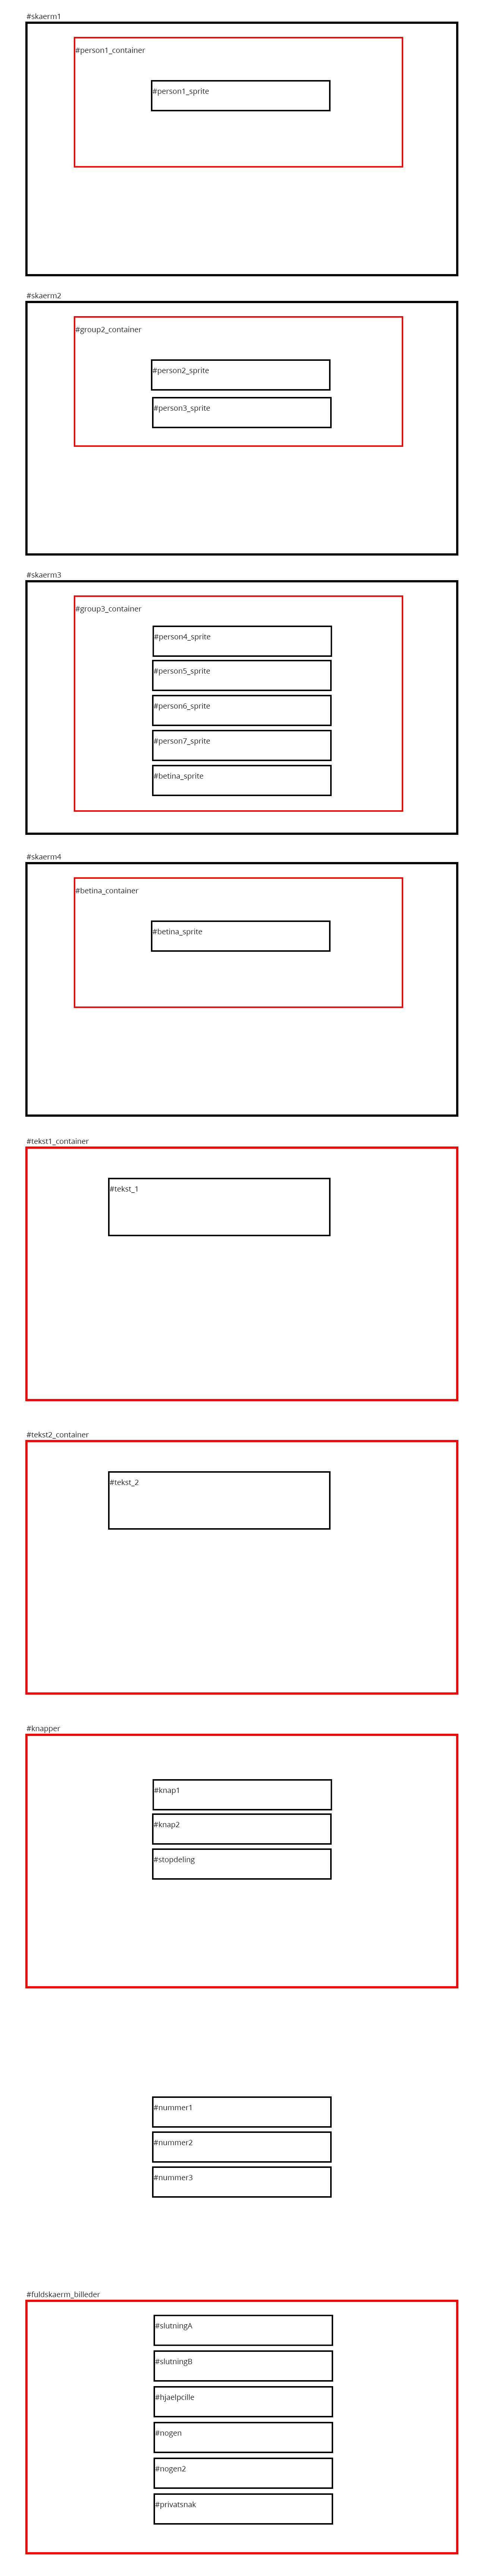 #skaerm1
#person1_container
#person1_sprite
#skaerm2
#group2_container
#person2_sprite
#person3_sprite
#skaerm3
#group3_container
#person4_sprite
#person5_sprite
#person6_sprite
#person7_sprite
#betina_sprite
#skaerm4
#betina_container
#betina_sprite
#tekst1_container
#tekst_1
#tekst2_container
#tekst_2
#knapper
#knap1
#knap2
#stopdeling
#nummer1
#nummer2
#nummer3
#fuldskaerm_billeder
#slutningA
#slutningB
#hjaelpcille
#nogen
#nogen2
#privatsnak